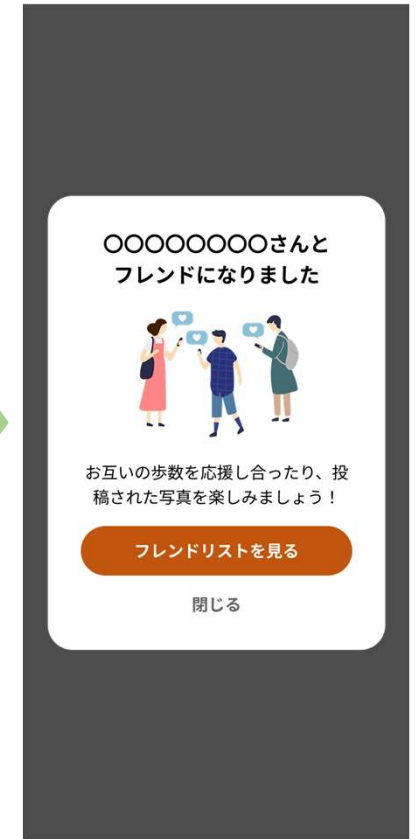 〇〇〇〇〇〇〇〇さんと
フレンドになりました
お互いの歩数を応援し合ったり、投
稿された写真を楽しみましょう！
フレンドリストを見る
閉じる